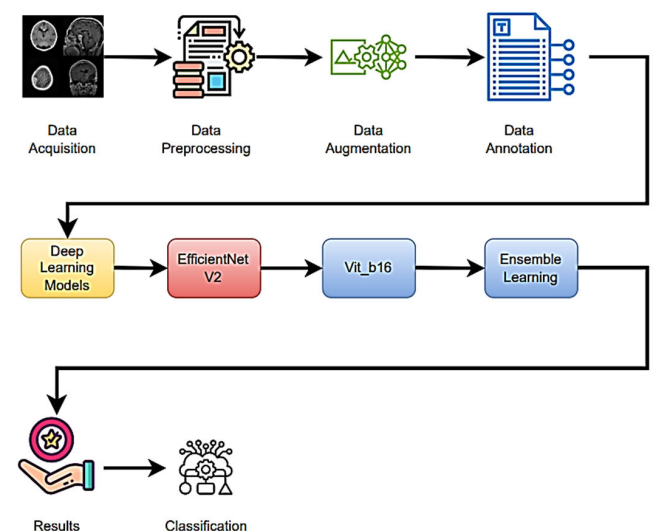 T
Data
Acquisition
Data
Preprocessing
Data
Augmentation
Data
Annotation
Deep
Learning
Models
EfficientNet
V2
Vit_b16
Ensemble
Learning
Results
Classification